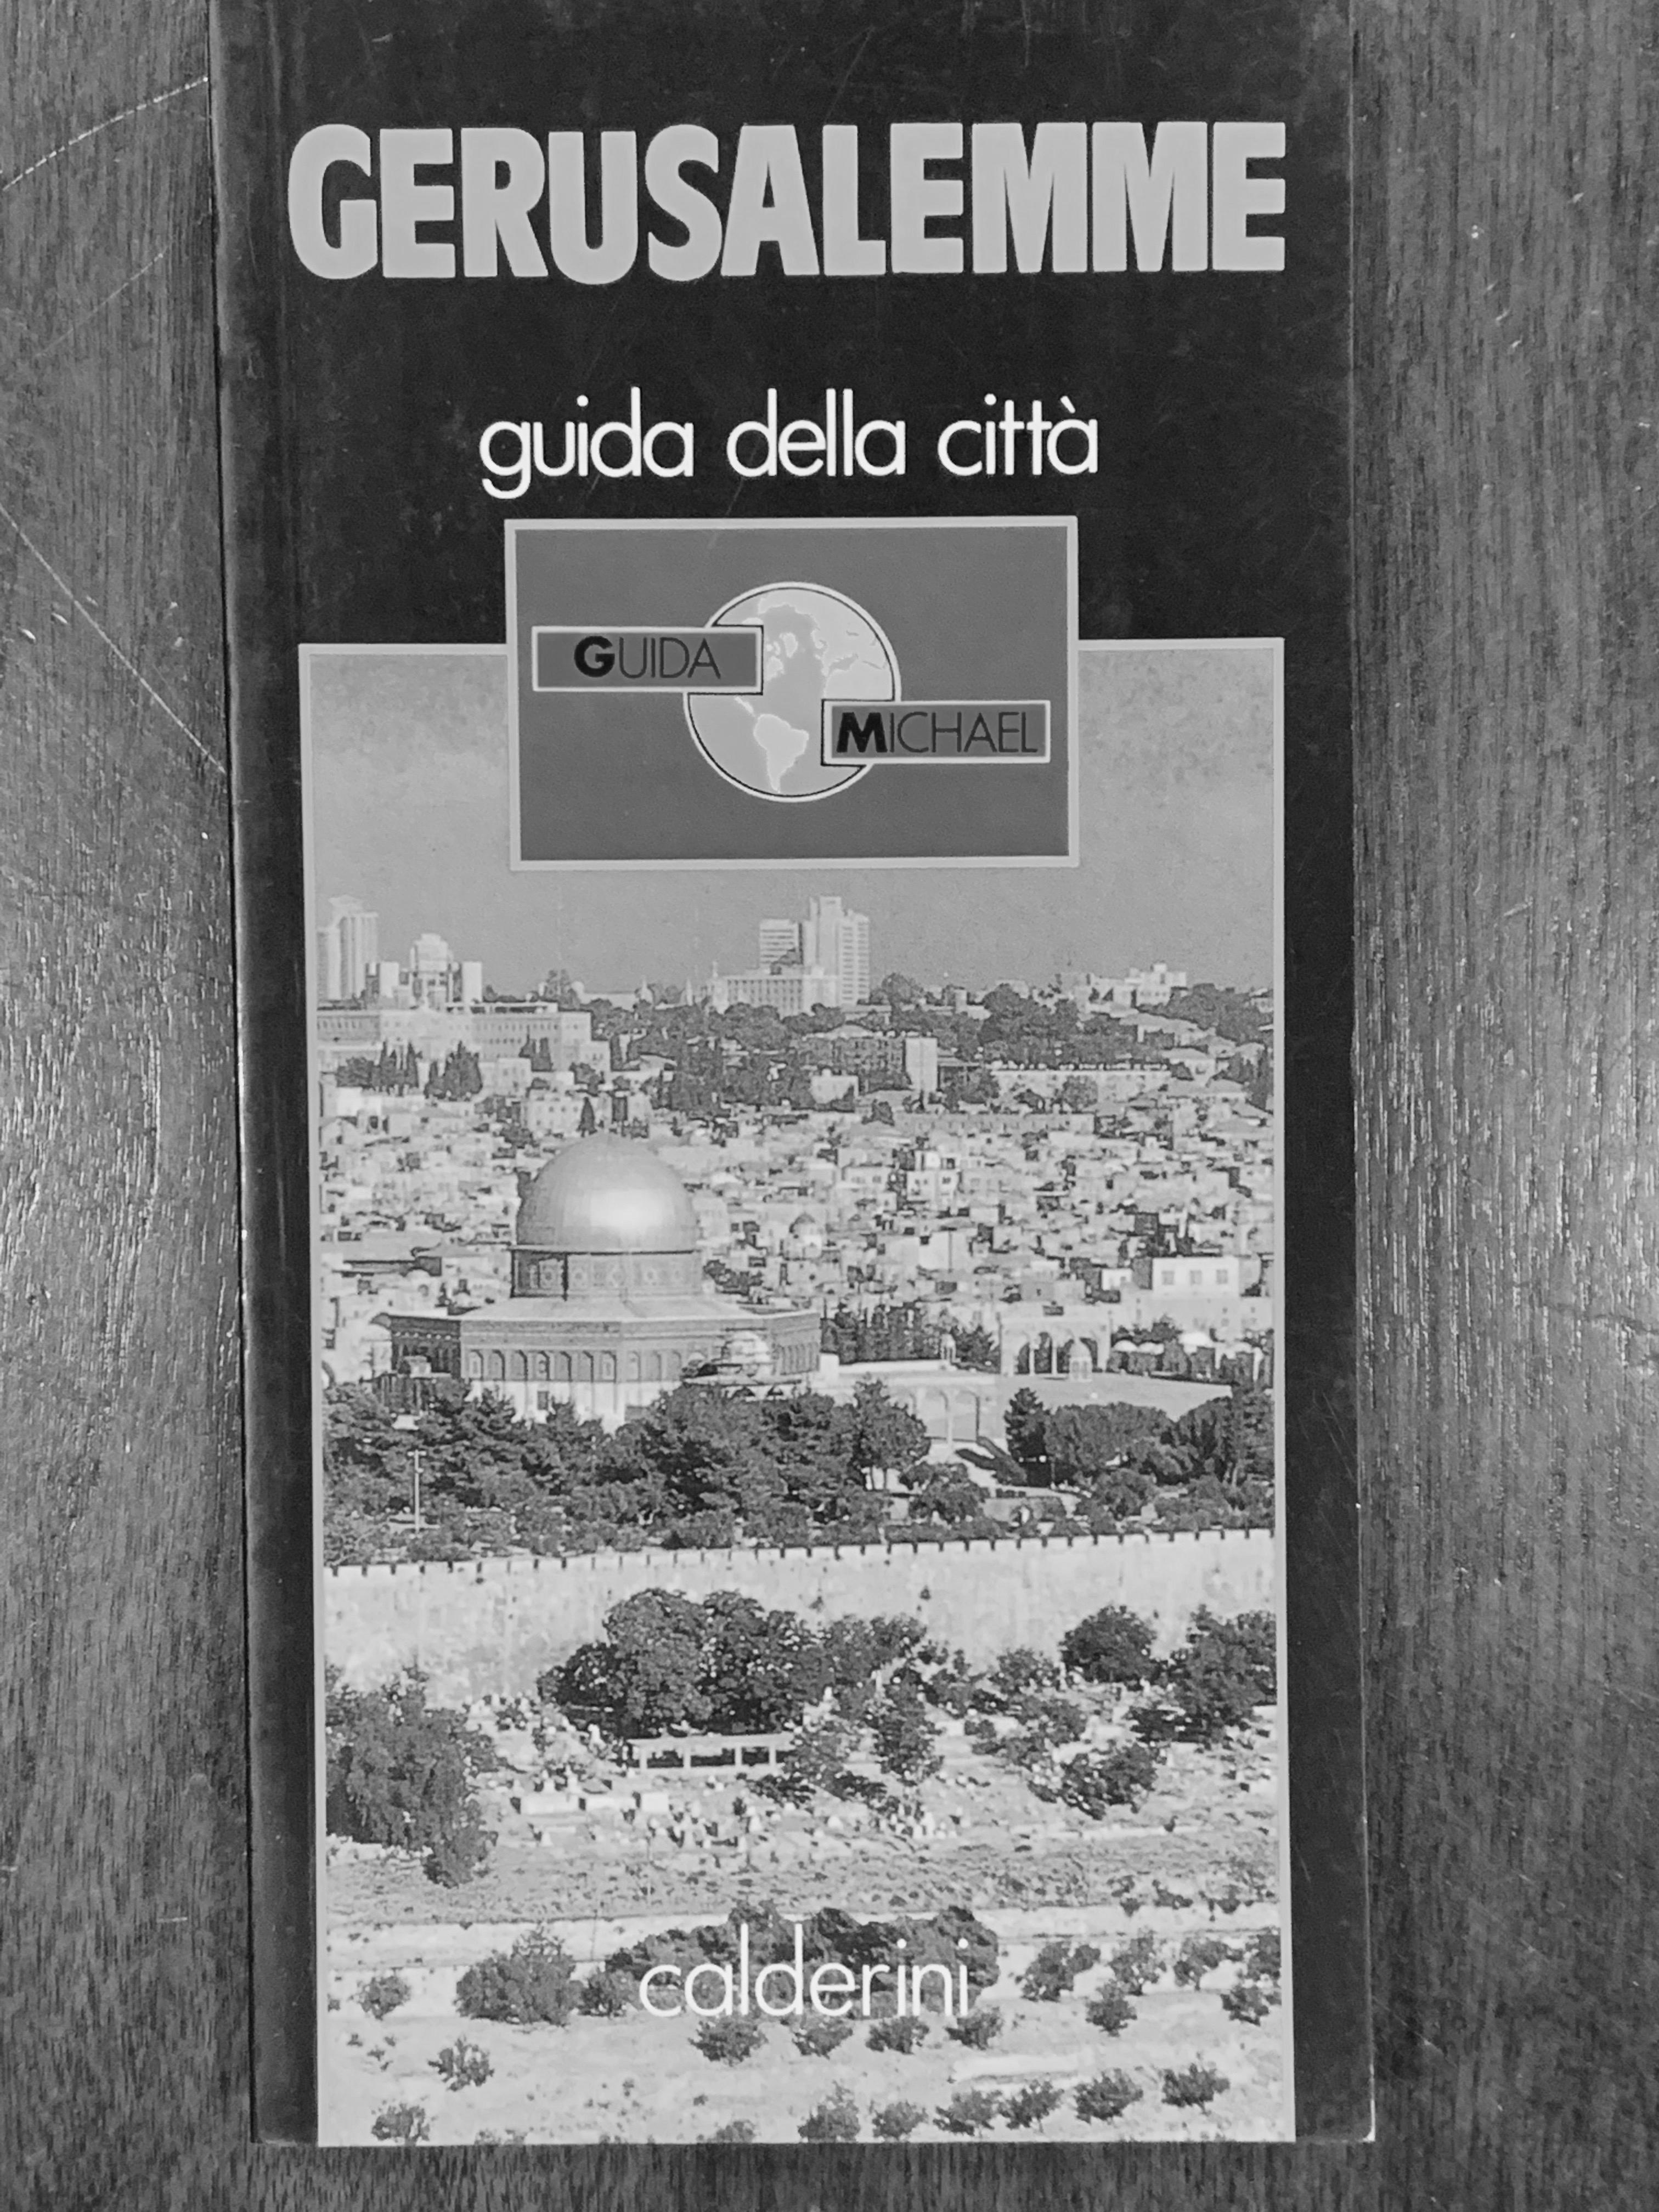 GERUSALEMME
guida della città
GUIDA
MICHAEL
calderini